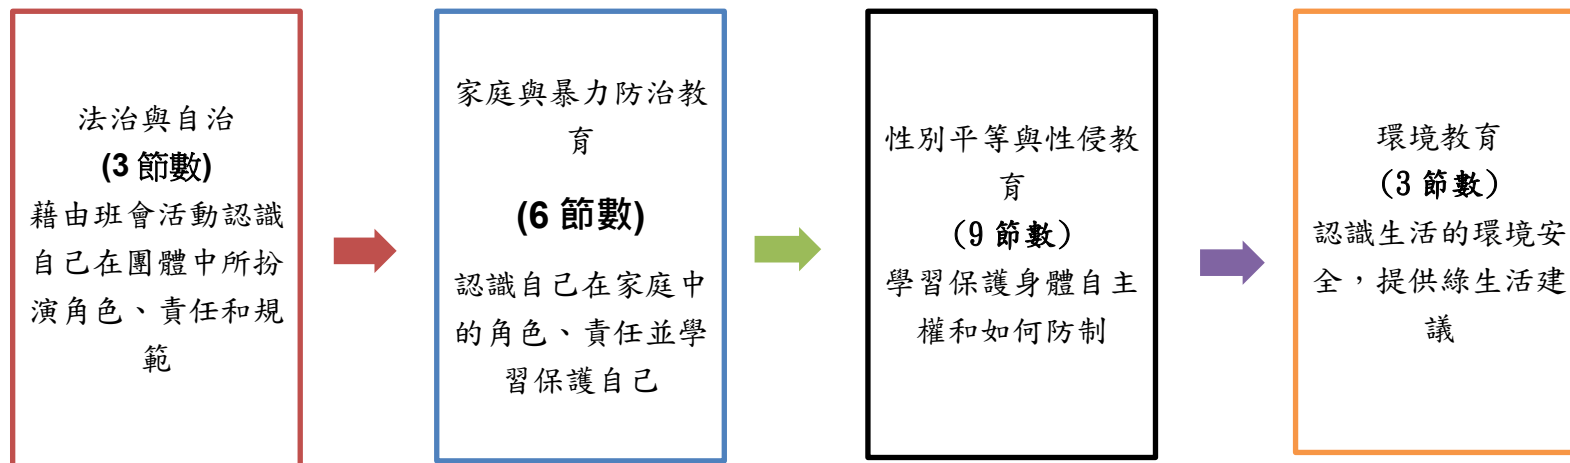 法治與自治
(3 節數)
藉由班會活動認識
自己在團體中所扮
演角色、責任和規
範
家庭與暴力防治教
育
(6 節數)
認識自己在家庭中
的角色、責任並學
習保護自己
性別平等與性侵教
育
(9 節數)
學習保護身體自主
權和如何防制
環境教育
(3 節數)
認識生活的環境安
全，提供綠生活建
議